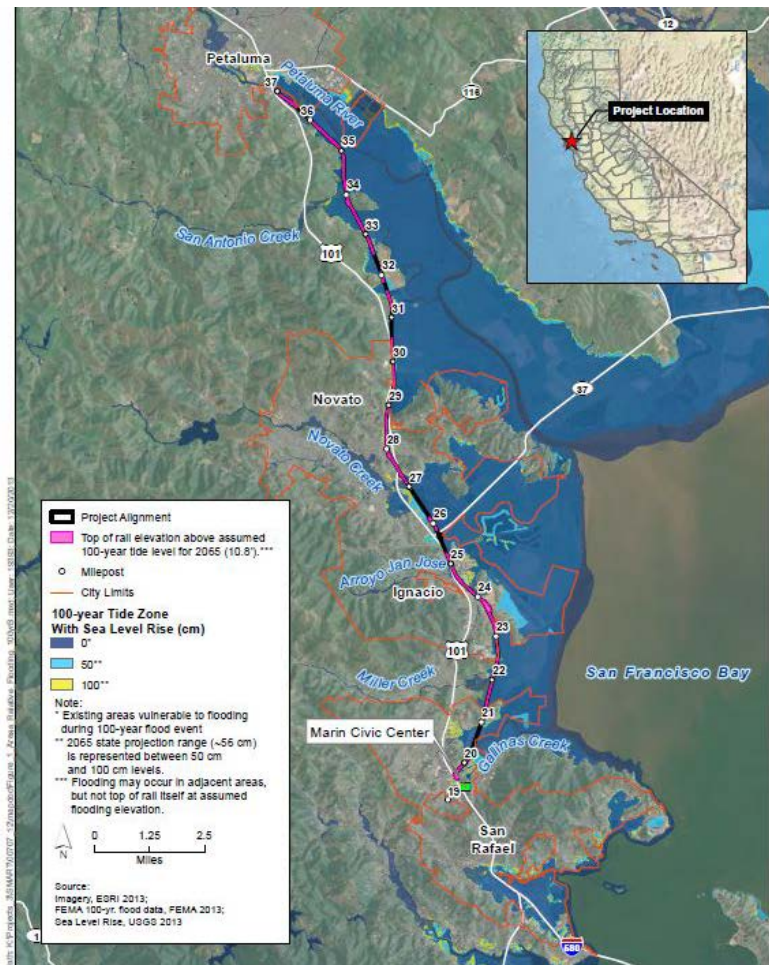 Petaluma
12
37
Petaluma River
116
36
Project Location
35
34
San Antonio Creek
33
101
32
31
30
37
Novato
29
28
Novato Creek
27
26
25
Arroyo Jan Jose
24
Ignacio
23
101
22
Miller Creek
San Francisco Bay
21
Marin Civic Center
Gallinas Creek
20
19
San
Rafael
580
1
Project Alignment
Top of rail elevation above assumed
100-year tide level for 2065 (10.8').***
Milepost
City Limits
100-year Tide Zone
With Sea Level Rise (cm)
0*
50**
100**
Note:
* Existing areas vulnerable to flooding
during 100-year flood event
** 2065 state projection range (~56 cm)
is represented between 50 cm
and 100 cm levels.
*** Flooding may occur in adjacent areas,
but not top of rail itself at assumed
flooding elevation.
N
0 1.25 2.5
Miles
Source:
Imagery, ESRI 2013;
FEMA 100-yr. flood data, FEMA 2013;
Sea Level Rise, USGS 2013